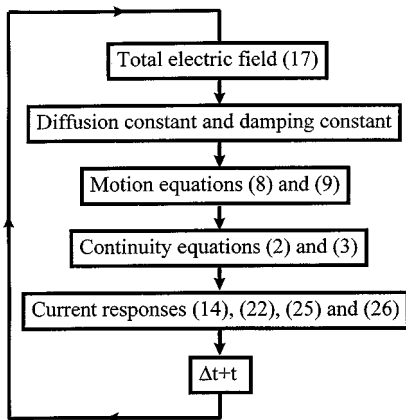 Total electric field (17)
Diffusion constant and damping constant
Motion equations (8) and (9)
Continuity equations (2) and (3)
Current responses (14), (22), (25) and (26)
Δt+t